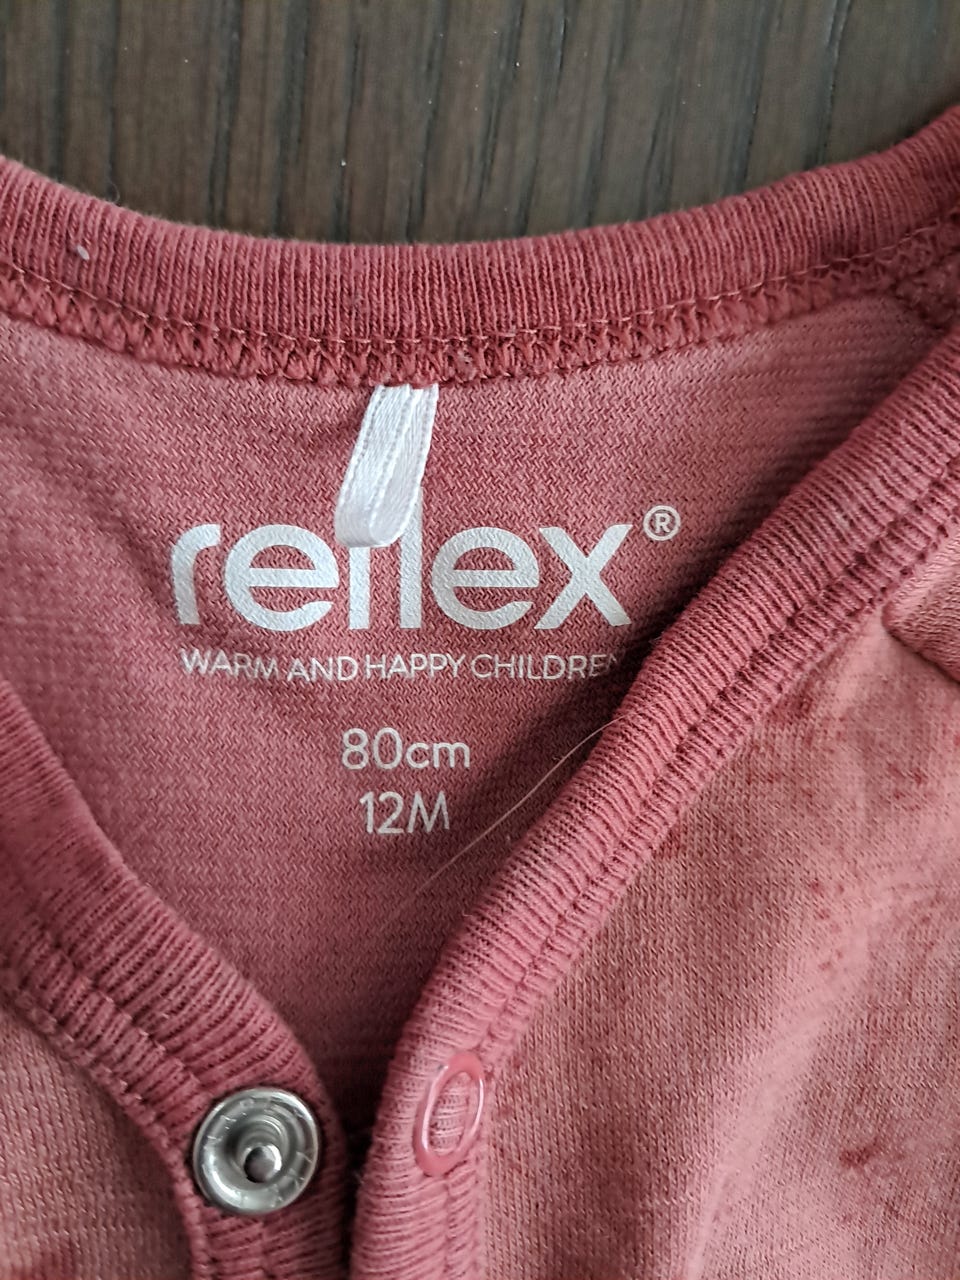 reflex®
WARM AND HAPPY CHILDREN
80cm
12M